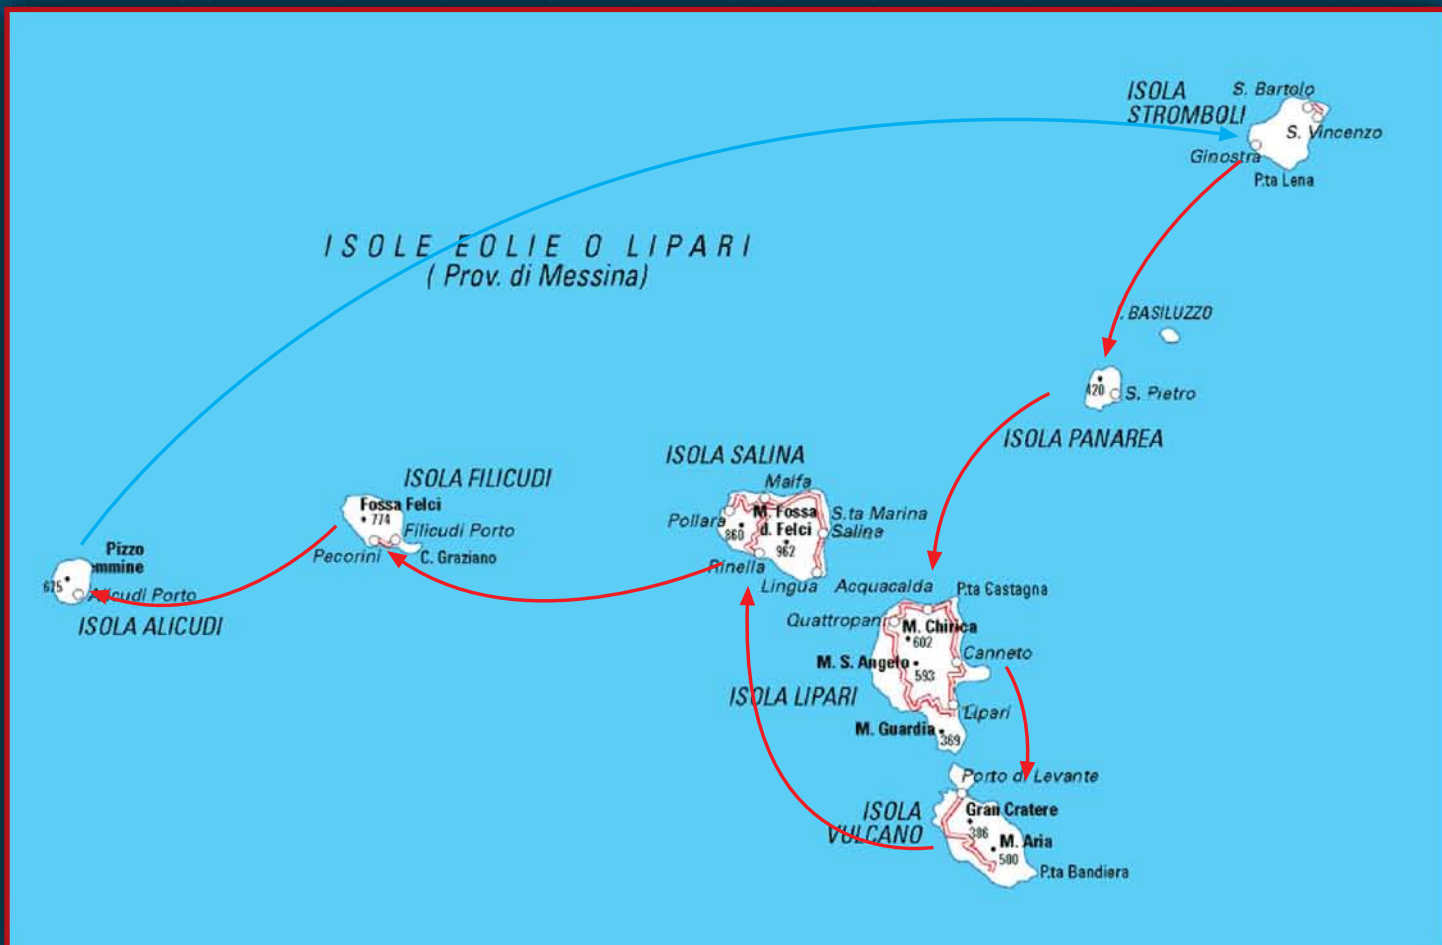 ISOLA
STROMBOLI
S. Bartolo
S. Vincenzo
Ginostra
P.ta Lena
ISOLE EOLIE O LIPARI
( Prov. di Messina)
. BASILUZZO
420
S. Pietro
ISOLA PANAREA
ISOLA SALINA
Malfa
Pollara
M. Fossa
d. Felci
860
962
S.ta Marina
Salina
Rinella
Lingua
ISOLA FILICUDI
Fossa Felci
774
Filicudi Porto
Pecorini
C. Graziano
Pizzo
emmine
675
Alicudi Porto
ISOLA ALICUDI
Acquacalda
P.ta Castagna
Quattropani
M. Chirica
602
M. S. Angelo
593
Canneto
ISOLA LIPARI
Lipari
M. Guardia
369
Porto di Levante
ISOLA
VULCANO
Gran Cratere
386
M. Aria
500
P.ta Bandiera